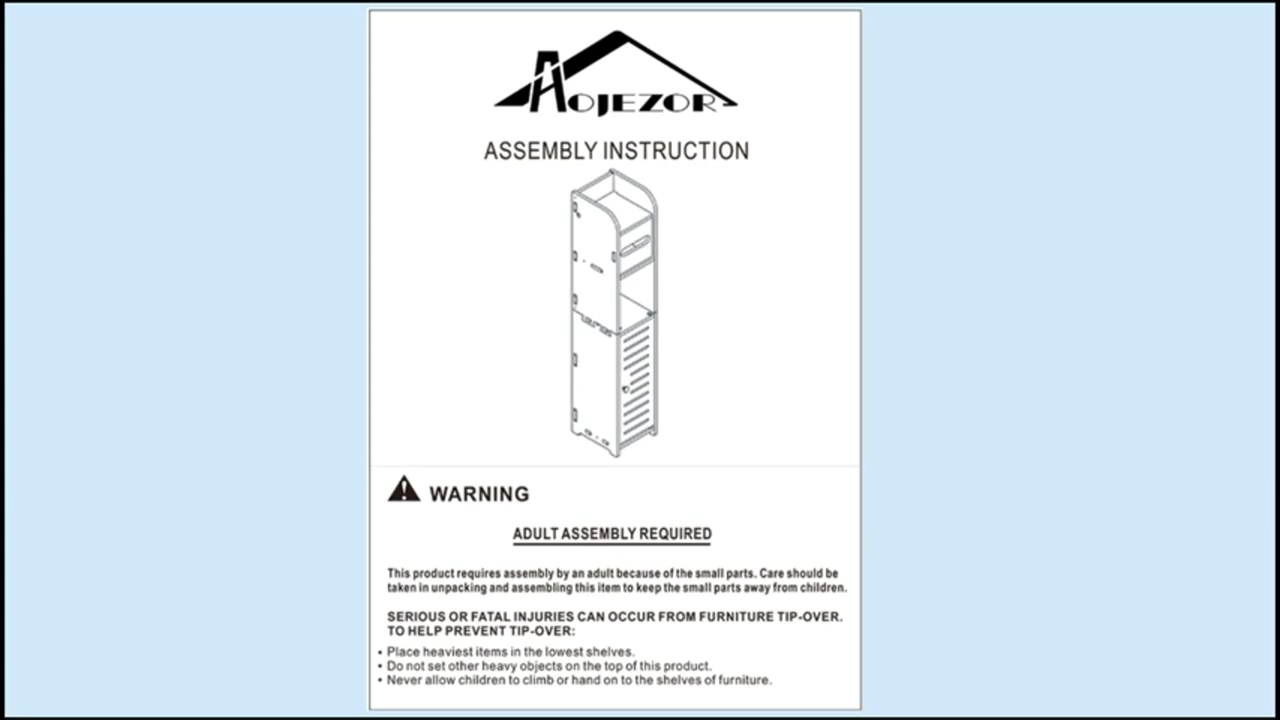 AOJEZOR
ASSEMBLY INSTRUCTION
WARNING
ADULT ASSEMBLY REQUIRED
This product requires assembly by an adult because of the small parts. Care should be
taken in unpacking and assembling this item to keep the small parts away from children.
SERIOUS OR FATAL INJURIES CAN OCCUR FROM FURNITURE TIP-OVER.
TO HELP PREVENT TIP-OVER:
• Place heaviest items in the lowest shelves.
• Do not set other heavy objects on the top of this product.
• Never allow children to climb or hand on to the shelves of furniture.